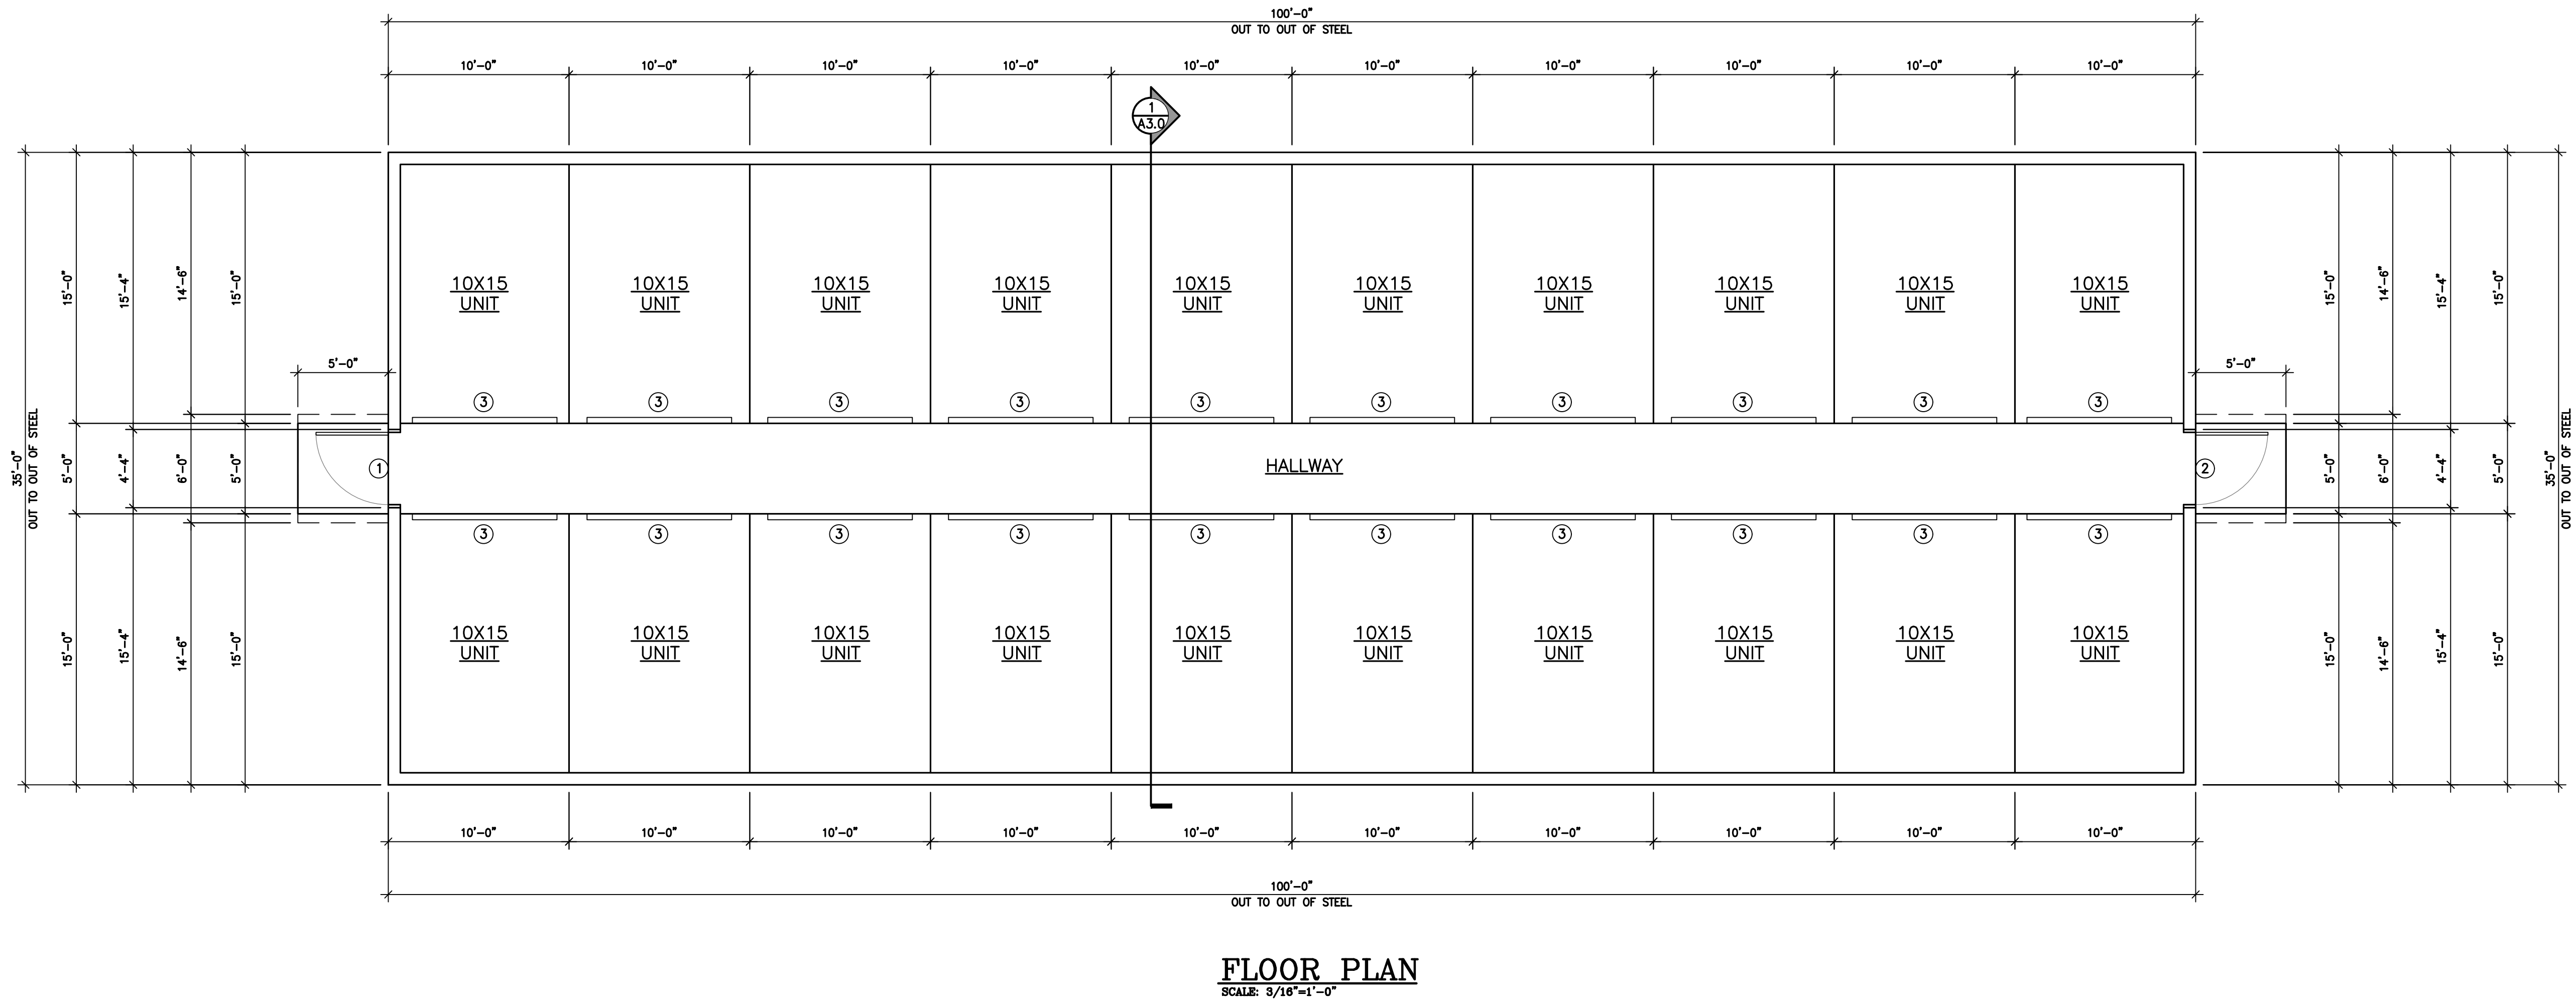 100'-0"
OUT TO OUT OF STEEL
10'-0" 10'-0" 10'-0" 10'-0" 10'-0" 10'-0" 10'-0" 10'-0" 10'-0" 10'-0"
1
A3.0
35'-0"
OUT TO OUT OF STEEL
15'-0" 15'-4" 14'-6" 15'-0"
5'-0" 4'-4" 6'-0" 5'-0"
15'-0" 15'-4" 14'-6" 15'-0"
5'-0"
10X15 10X15 10X15 10X15 10X15 10X15 10X15 10X15 10X15 10X15
UNIT UNIT UNIT UNIT UNIT UNIT UNIT UNIT UNIT UNIT
3 3 3 3 3 3 3 3 3 3
1 HALLWAY 2
3 3 3 3 3 3 3 3 3 3
10X15 10X15 10X15 10X15 10X15 10X15 10X15 10X15 10X15 10X15
UNIT UNIT UNIT UNIT UNIT UNIT UNIT UNIT UNIT UNIT
5'-0"
15'-0" 14'-6" 15'-4" 15'-0"
5'-0" 6'-0" 4'-4" 5'-0"
15'-0" 14'-6" 15'-4" 15'-0"
35'-0"
OUT TO OUT OF STEEL
10'-0" 10'-0" 10'-0" 10'-0" 10'-0" 10'-0" 10'-0" 10'-0" 10'-0" 10'-0"
100'-0"
OUT TO OUT OF STEEL
FLOOR PLAN
SCALE: 3/16"=1'-0"